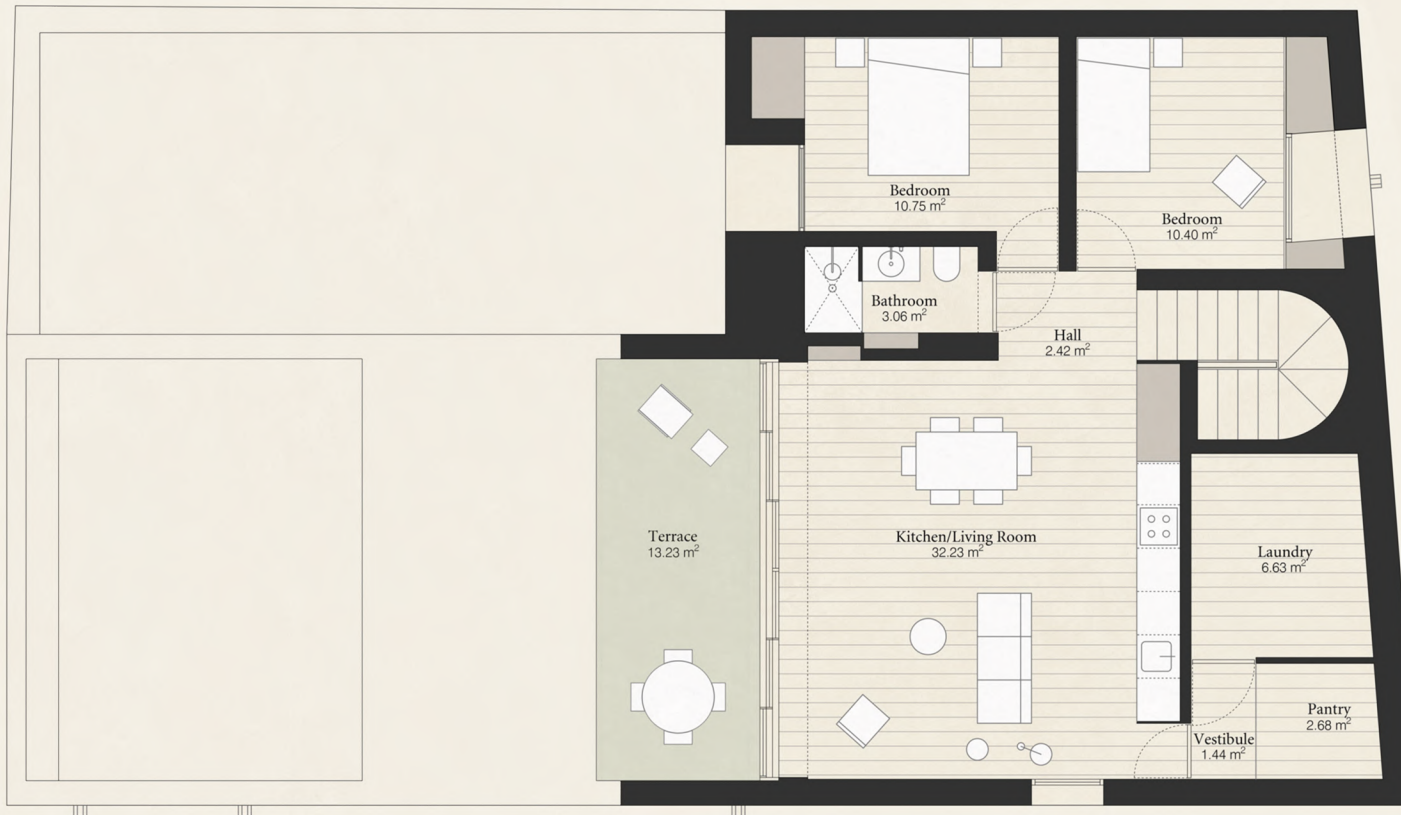 Bedroom
10.75 m²
Bedroom
10.40 m²
Bathroom
3.06 m²
Hall
2.42 m²
Terrace
13.23 m²
Kitchen/Living Room
32.23 m²
Laundry
6.63 m²
Pantry
2.68 m²
Vestibule
1.44 m²